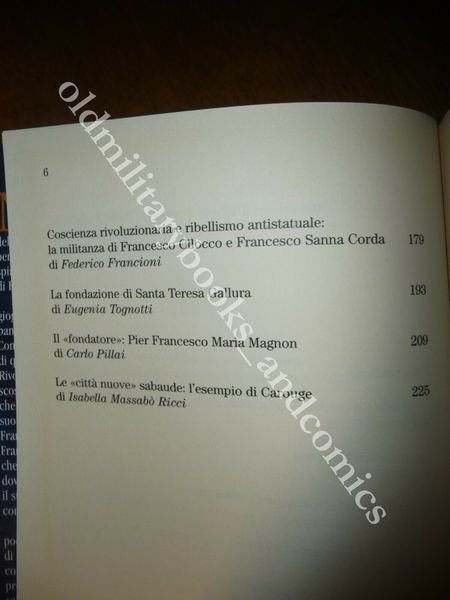 6
Coscienza rivoluzionaria e ribellismo antistatuale:
la militanza di Francesco Cilocco e Francesco Sanna Corda 179
di Federico Francioni
La fondazione di Santa Teresa Gallura 193
di Eugenia Tognotti
Il «fondatore»: Pier Francesco Maria Magnon 209
di Carlo Pillai
Le «città nuove» sabaude: l'esempio di Carouge 225
di Isabella Massabò Ricci
oldmilitarybooks_andcomics